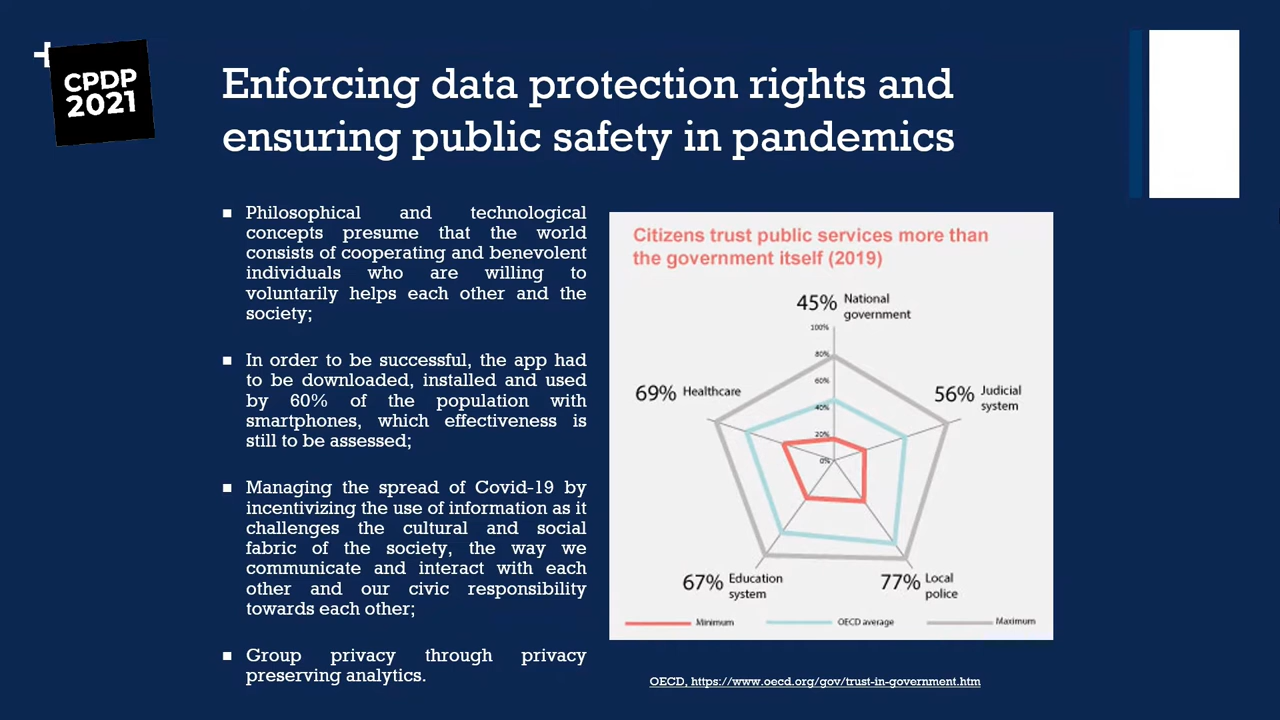 CPDP
2021
Enforcing data protection rights and
ensuring public safety in pandemics
Philosophical and technological
concepts presume that the world
consists of cooperating and benevolent
individuals who are willing to
voluntarily helps each other and the
society;
In order to be successful, the app had
to be downloaded, installed and used
by 60% of the population with
smartphones, which effectiveness is
still to be assessed;
Managing the spread of Covid-19 by
incentivizing the use of information as it
challenges the cultural and social
fabric of the society, the way we
communicate and interact with each
other and our civic responsibility
towards each other;
Group privacy through privacy
preserving analytics.
Citizens trust public services more than
the government itself (2019)
45% National
government
100%
80%
60%
40%
20%
0%
69% Healthcare
56% Judicial
system
67% Education
system
77% Local
police
Minimum
OECD average
Maximum
OECD, https://www.oecd.org/gov/trust-in-government.htm